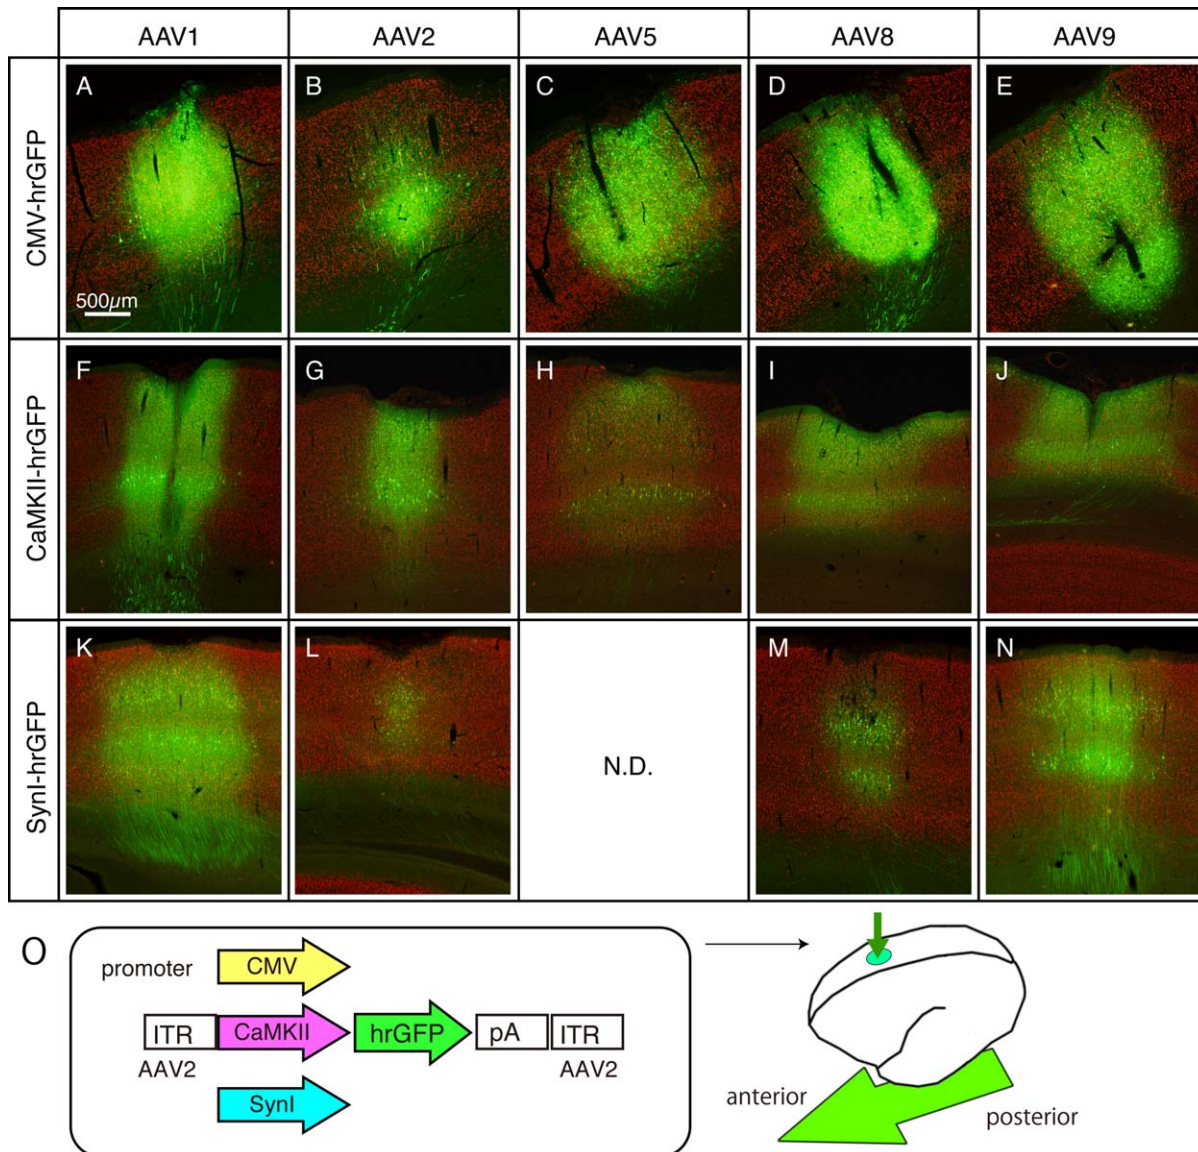 AAV1 AAV2 AAV5 AAV8 AAV9
CMV-hrGFP
A B C D E
500µm
CaMKII-hrGFP
F G H I J
SynI-hrGFP
K L M N
N.D.
O
promoter CMV
ITR CaMKII hrGFP pA ITR
AAV2 AAV2
SynI
anterior
posterior